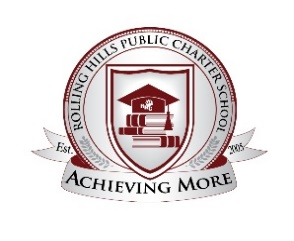 ROLLING HILLS PUBLIC CHARTER SCHOOL
Est. 2005
ACHIEVING MORE